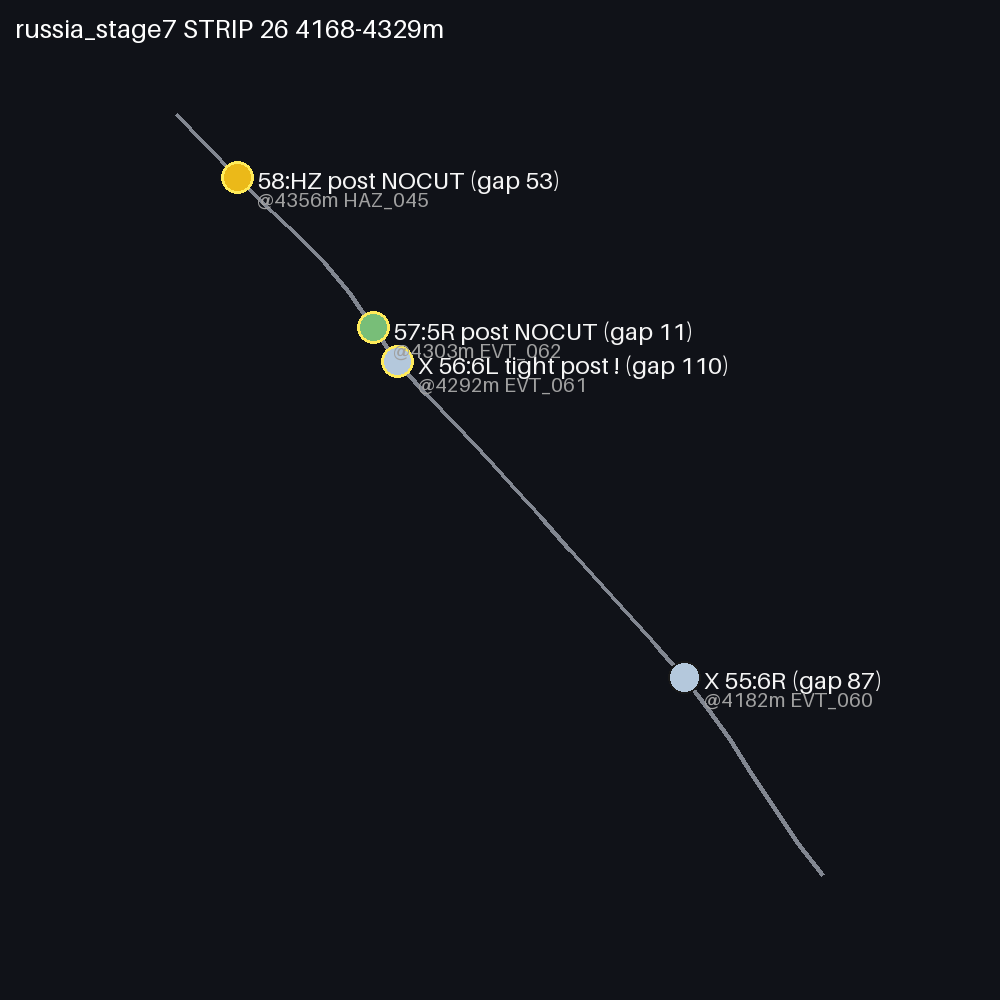 russia_stage7 STRIP 26 4168-4329m
58:HZ post NOCUT (gap 53)
@4356m HAZ_045
57:5R post NOCUT (gap 11)
@4303m EVT_062
X 56:6L tight post ! (gap 110)
@4292m EVT_061
X 55:6R (gap 87)
@4182m EVT_060